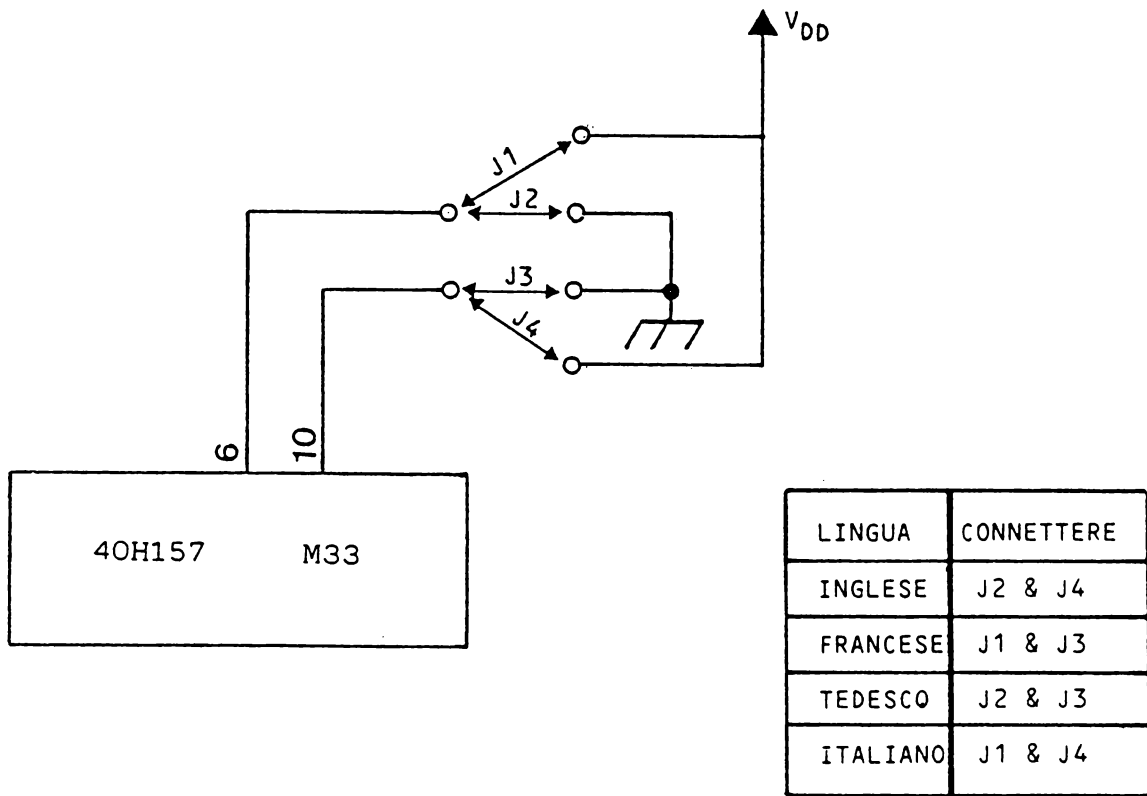 VDD
J1
J2
J3
J4
6
10
40H157 M33
LINGUA CONNETTERE
INGLESE J2 & J4
FRANCESE J1 & J3
TEDESCO J2 & J3
ITALIANO J1 & J4